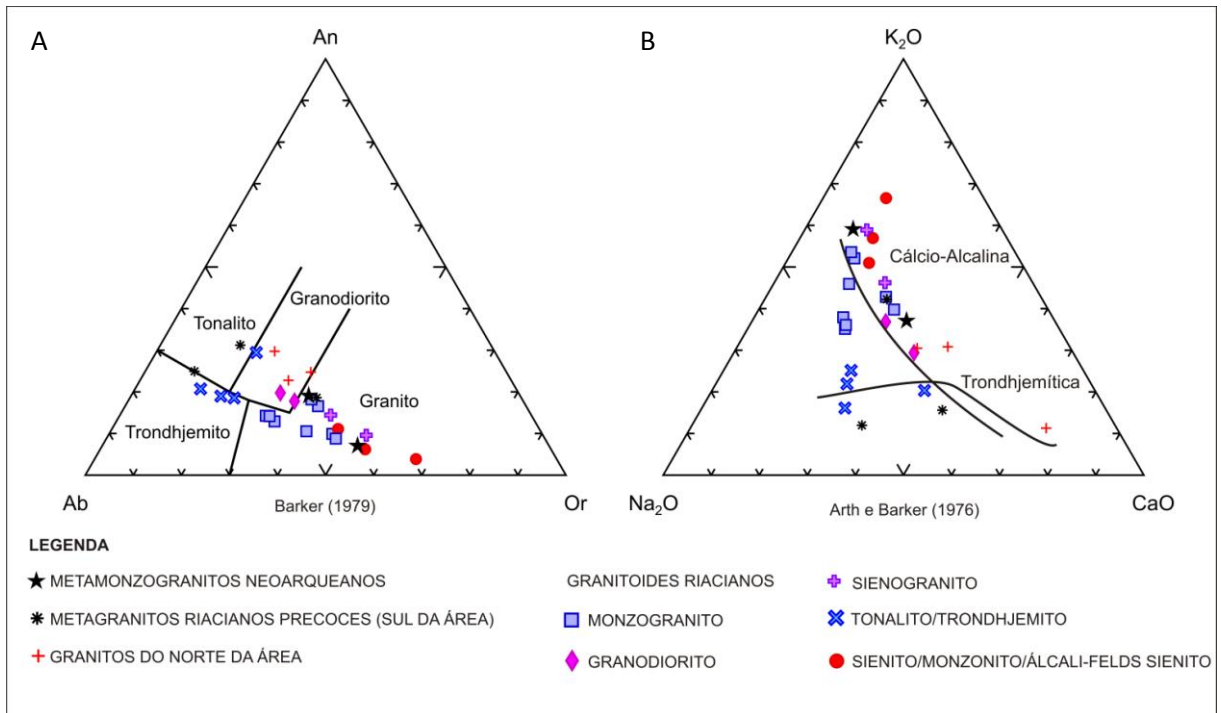 A
An
Granodiorito
Tonalito
Granito
Trondhjemito
Ab
Barker (1979)
Or
B
K₂O
Cálcio-Alcalina
Trondhjemítica
Na₂O
Arth e Barker (1976)
CaO
LEGENDA
METAMONZOGRANITOS NEOARQUEANOS
METAGRANITOS RIACIANOS PRECOCES (SUL DA ÁREA)
GRANITOS DO NORTE DA ÁREA
GRANITOIDES RIACIANOS
MONZOGRANITO
GRANODIORITO
SIENOGRANITO
TONALITO/TRONDHJEMITO
SIENITO/MONZONITO/ÁLCALI-FELDS SIENITO